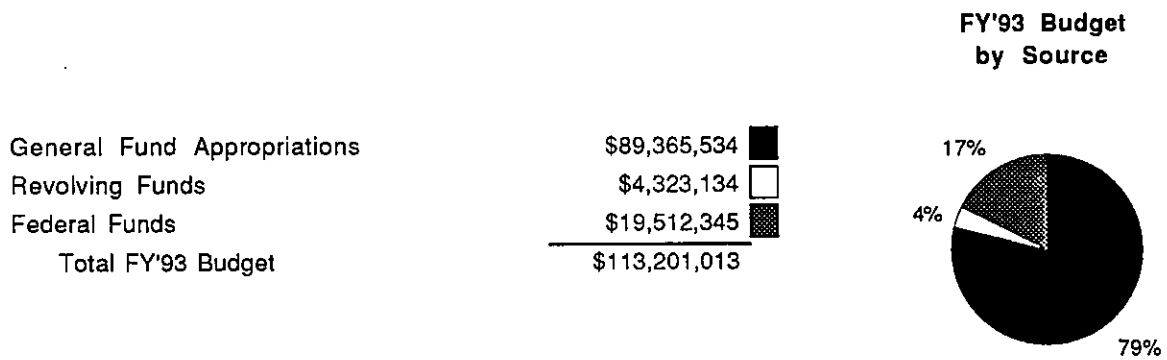 FY'93 Budget
by Source
General Fund Appropriations $89,365,534
Revolving Funds $4,323,134
Federal Funds $19,512,345
Total FY'93 Budget $113,201,013
17%
4%
79%